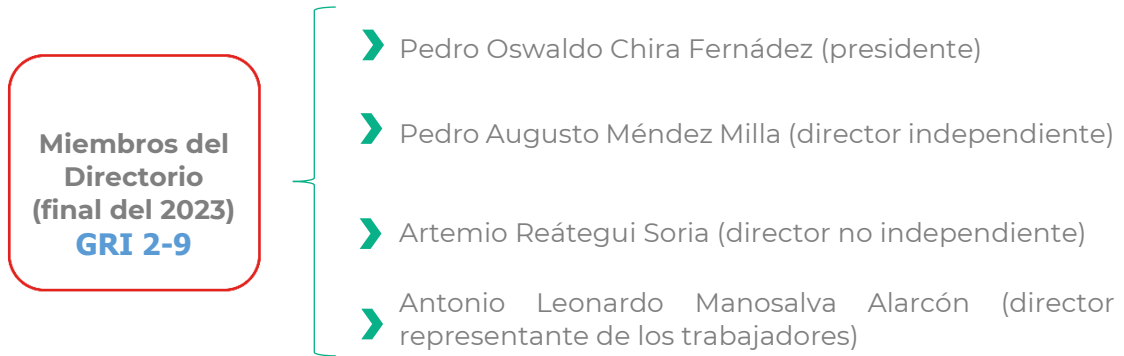 Miembros del
Directorio
(final del 2023)
GRI 2-9
Pedro Oswaldo Chira Fernádez (presidente)
Pedro Augusto Méndez Milla (director independiente)
Artemio Reátegui Soria (director no independiente)
Antonio Leonardo Manosalva Alarcón (director
representante de los trabajadores)